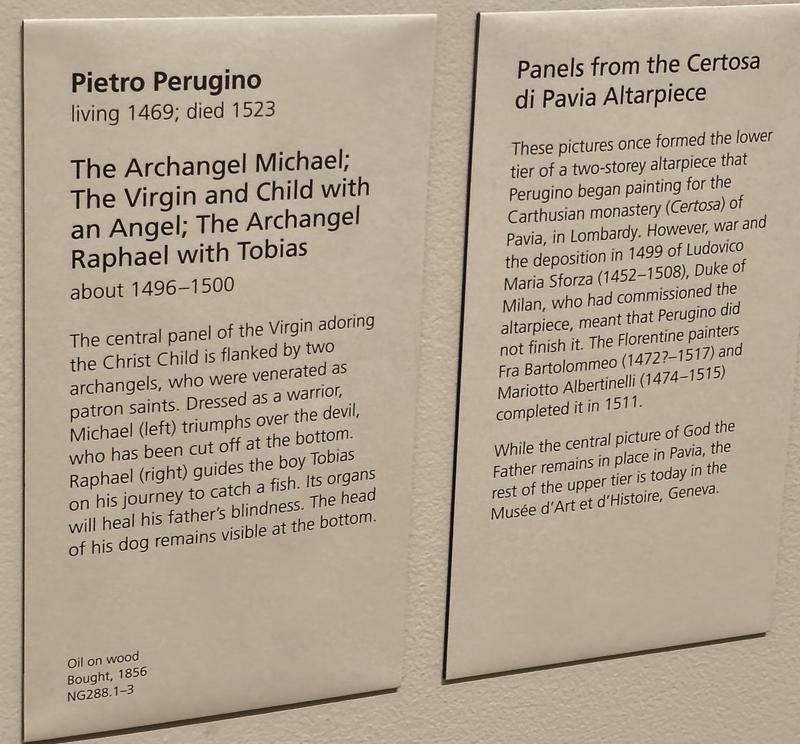 Pietro Perugino
living 1469; died 1523
The Archangel Michael;
The Virgin and Child with
an Angel; The Archangel
Raphael with Tobias
about 1496–1500
The central panel of the Virgin adoring
the Christ Child is flanked by two
archangels, who were venerated as
patron saints. Dressed as a warrior,
Michael (left) triumphs over the devil,
who has been cut off at the bottom.
Raphael (right) guides the boy Tobias
on his journey to catch a fish. Its organs
will heal his father's blindness. The head
of his dog remains visible at the bottom.
Oil on wood
Bought, 1856
NG288.1–3
Panels from the Certosa
di Pavia Altarpiece
These pictures once formed the lower
tier of a two-storey altarpiece that
Perugino began painting for the
Carthusian monastery (Certosa) of
Pavia, in Lombardy. However, war and
the deposition in 1499 of Ludovico
Maria Sforza (1452–1508), Duke of
Milan, who had commissioned the
altarpiece, meant that Perugino did
not finish it. The Florentine painters
Fra Bartolommeo (1472?–1517) and
Mariotto Albertinelli (1474–1515)
completed it in 1511.
While the central picture of God the
Father remains in place in Pavia, the
rest of the upper tier is today in the
Musée d'Art et d'Histoire, Geneva.